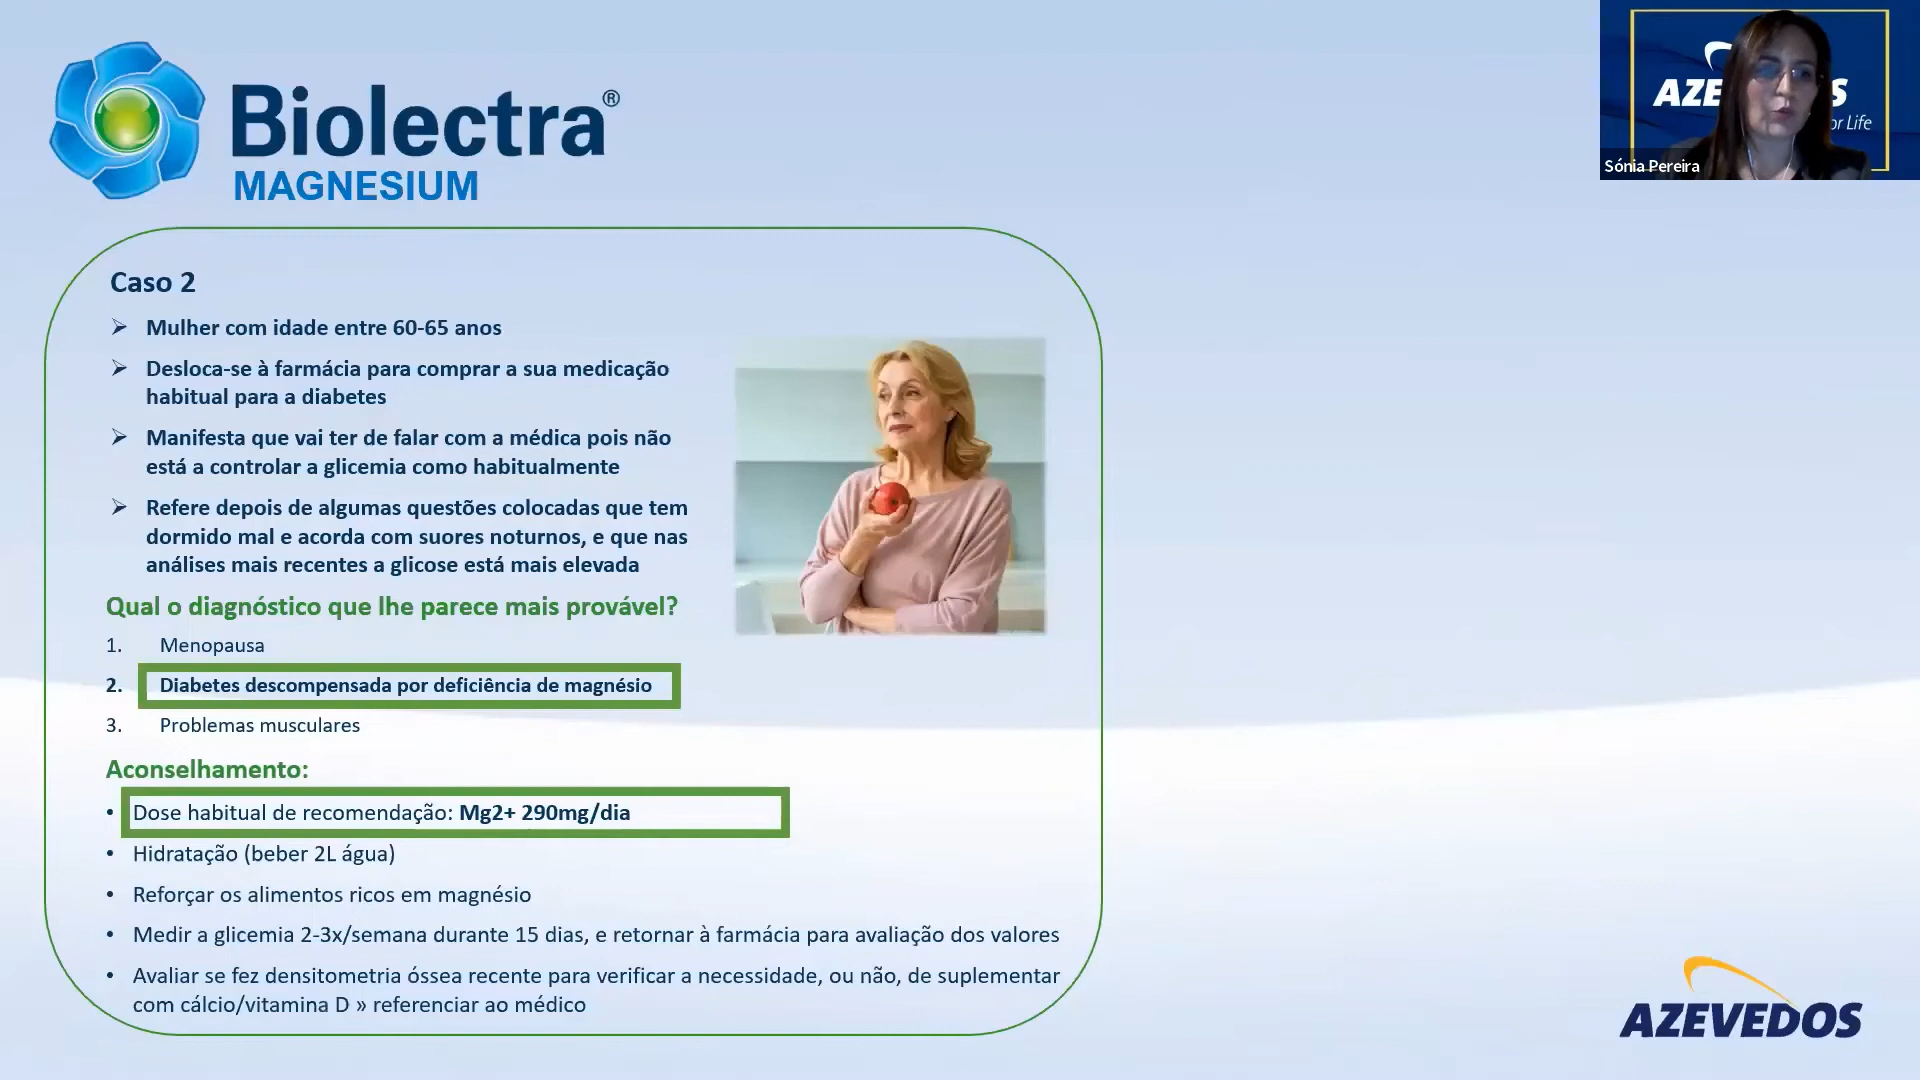 Biolectra®
MAGNESIUM
AZE S
or Life
Sónia Pereira
Caso 2
Mulher com idade entre 60-65 anos
Desloca-se à farmácia para comprar a sua medicação
habitual para a diabetes
Manifesta que vai ter de falar com a médica pois não
está a controlar a glicemia como habitualmente
Refere depois de algumas questões colocadas que tem
dormido mal e acorda com suores noturnos, e que nas
análises mais recentes a glicose está mais elevada
Qual o diagnóstico que lhe parece mais provável?
1. Menopausa
2. Diabetes descompensada por deficiência de magnésio
3. Problemas musculares
Aconselhamento:
• Dose habitual de recomendação: Mg2+ 290mg/dia
• Hidratação (beber 2L água)
• Reforçar os alimentos ricos em magnésio
• Medir a glicemia 2-3x/semana durante 15 dias, e retornar à farmácia para avaliação dos valores
• Avaliar se fez densitometria óssea recente para verificar a necessidade, ou não, de suplementar
com cálcio/vitamina D » referenciar ao médico
AZEVEDOS